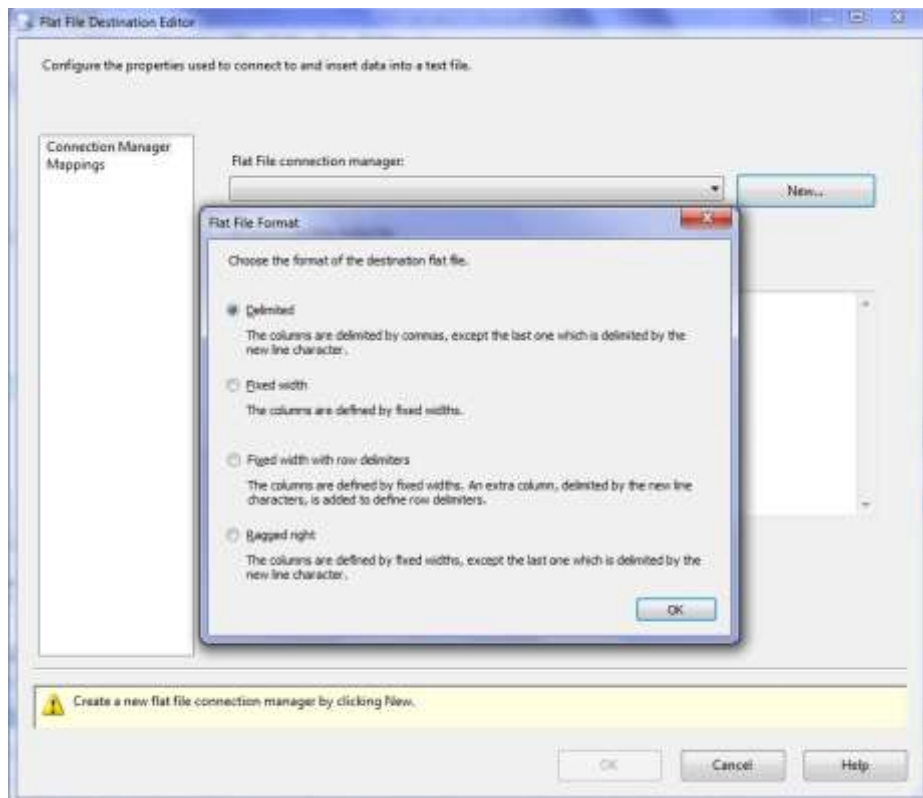 Flat File Destination Editor
Configure the properties used to connect to and insert data into a text file.
Connection Manager
Mappings
Flat File connection manager:
New...
Flat File Format
Choose the format of the destination flat file.
Delimited
The columns are delimited by commas, except the last one which is delimited by the
new line character.
Fixed width
The columns are defined by fixed widths.
Fixed width with row delimiters
The columns are defined by fixed widths. An extra column, delimited by the new line
characters, is added to define row delimiters.
Ragged right
The columns are defined by fixed widths, except the last one which is delimited by the
new line character.
OK
Create a new flat file connection manager by clicking New.
OK
Cancel
Help